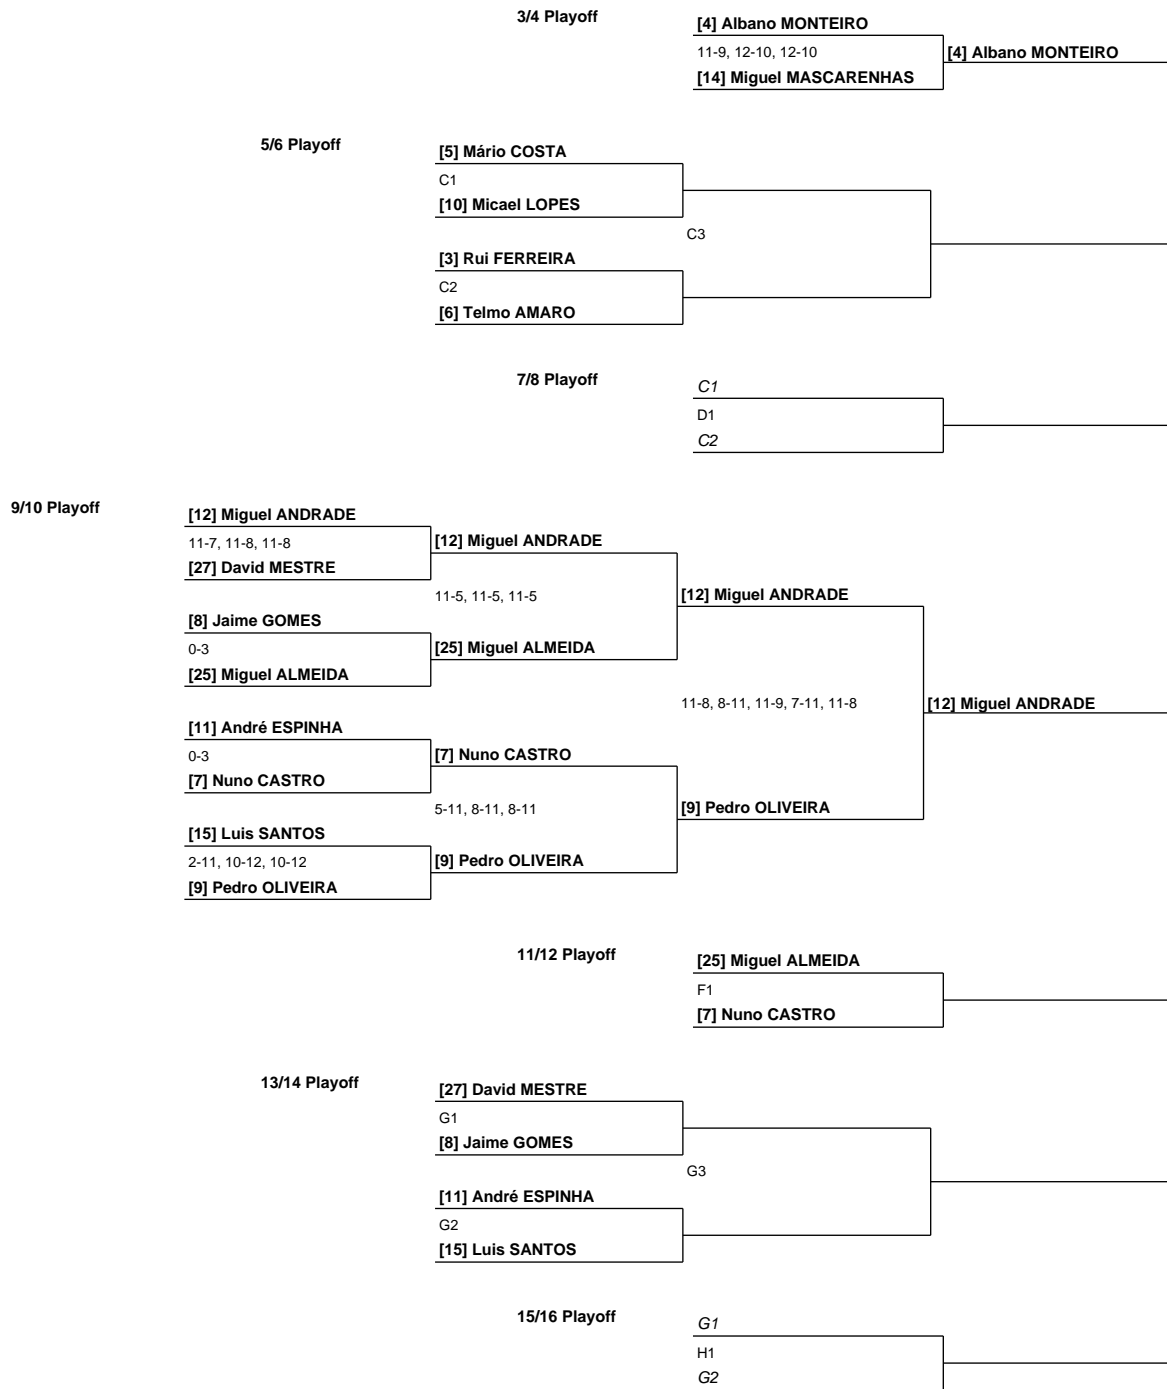 3/4 Playoff
[4] Albano MONTEIRO
11-9, 12-10, 12-10
[4] Albano MONTEIRO
[14] Miguel MASCARENHAS
5/6 Playoff
[5] Mário COSTA
C1
[10] Micael LOPES
C3
[3] Rui FERREIRA
C2
[6] Telmo AMARO
7/8 Playoff
C1
D1
C2
9/10 Playoff
[12] Miguel ANDRADE
11-7, 11-8, 11-8
[12] Miguel ANDRADE
[27] David MESTRE
11-5, 11-5, 11-5
[12] Miguel ANDRADE
[8] Jaime GOMES
0-3
[25] Miguel ALMEIDA
[25] Miguel ALMEIDA
11-8, 8-11, 11-9, 7-11, 11-8
[12] Miguel ANDRADE
[11] André ESPINHA
0-3
[7] Nuno CASTRO
[7] Nuno CASTRO
5-11, 8-11, 8-11
[9] Pedro OLIVEIRA
[15] Luis SANTOS
2-11, 10-12, 10-12
[9] Pedro OLIVEIRA
[9] Pedro OLIVEIRA
11/12 Playoff
[25] Miguel ALMEIDA
F1
[7] Nuno CASTRO
13/14 Playoff
[27] David MESTRE
G1
[8] Jaime GOMES
G3
[11] André ESPINHA
G2
[15] Luis SANTOS
15/16 Playoff
G1
H1
G2